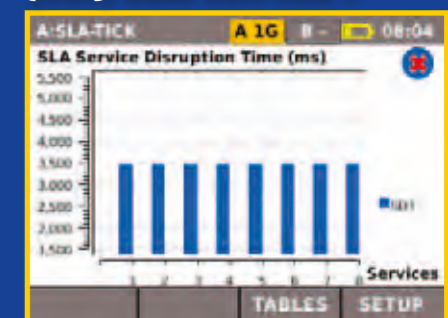 A:SLA-TICK A 1G B - 08:04
SLA Service Disruption Time (ms)
5,500
5,000
4,500
4,000
3,500
3,000
2,500
2,000
1,500
SD1
1 2 3 4 5 6 7 8 Services
TABLES SETUP